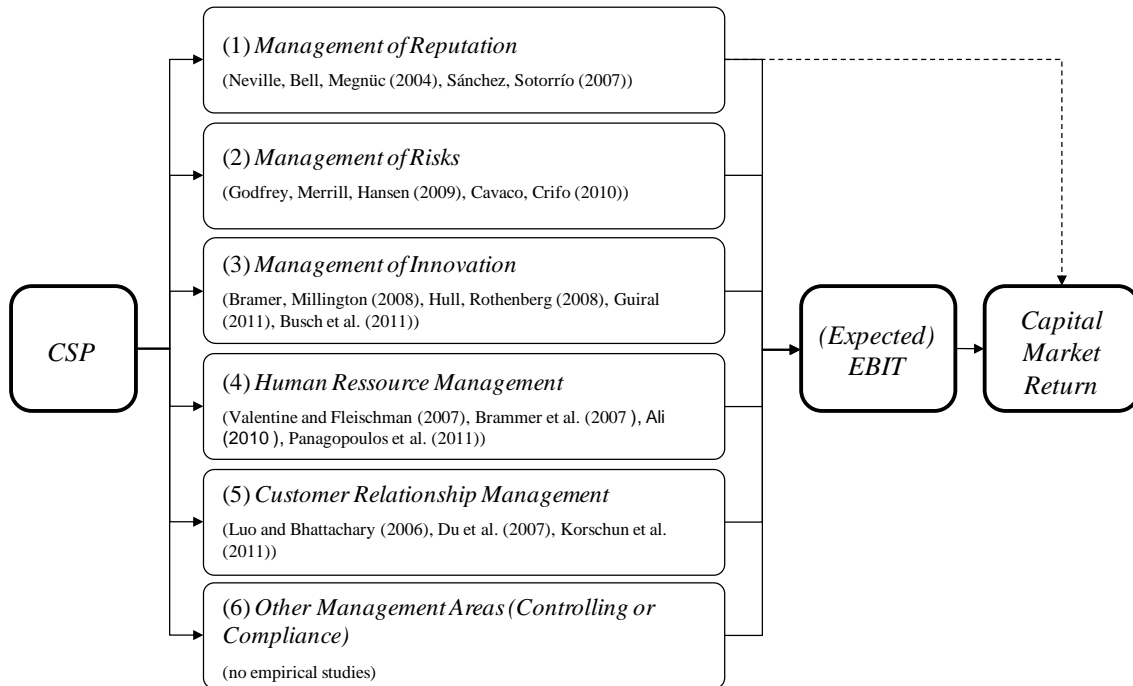 (1) Management of Reputation
(Neville, Bell, Megnüc (2004), Sánchez, Sotorrío (2007))
(2) Management of Risks
(Godfrey, Merrill, Hansen (2009), Cavaco, Crifo (2010))
(3) Management of Innovation
(Bramer, Millington (2008), Hull, Rothenberg (2008), Guiral
(2011), Busch et al. (2011))
CSP
(4) Human Ressource Management
(Valentine and Fleischman (2007), Brammer et al. (2007 ), Ali
(2010 ), Panagopoulos et al. (2011))
(5) Customer Relationship Management
(Luo and Bhattachary (2006), Du et al. (2007), Korschun et al.
(2011))
(6) Other Management Areas (Controlling or
Compliance)
(no empirical studies)
(Expected)
EBIT
Capital
Market
Return